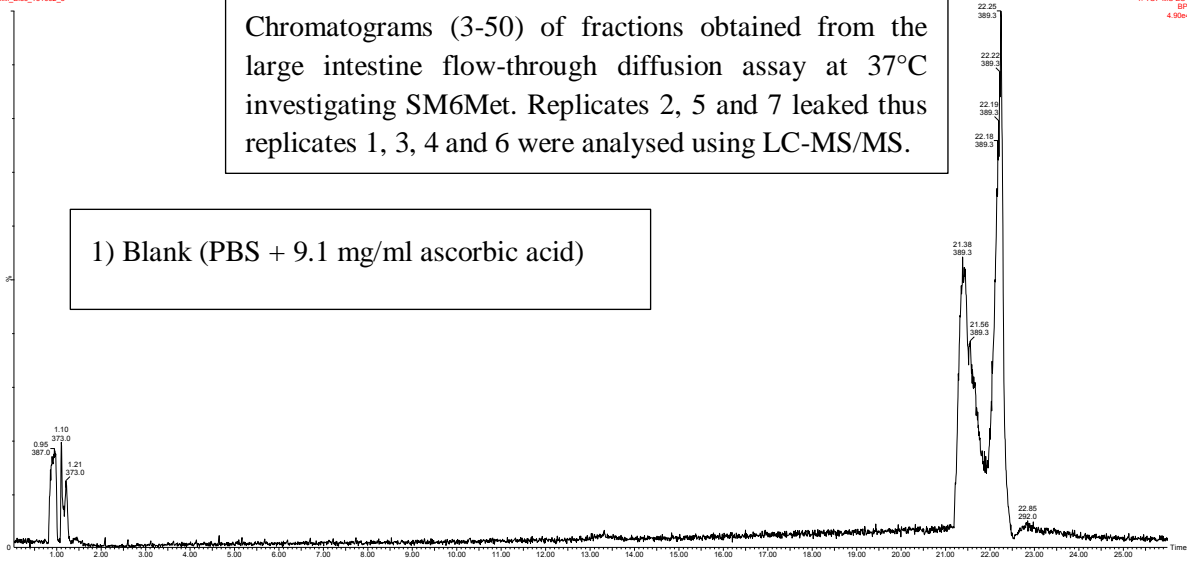 BP
4.90e
Chromatograms (3-50) of fractions obtained from the
large intestine flow-through diffusion assay at 37°C
investigating SM6Met. Replicates 2, 5 and 7 leaked thus
replicates 1, 3, 4 and 6 were analysed using LC-MS/MS.
1) Blank (PBS + 9.1 mg/ml ascorbic acid)
22.25
389.3
22.22
389.3
22.19
389.3
22.18
389.3
21.38
389.3
21.56
389.3
%
1.10
373.0
0.95
387.0
1.21
373.0
22.85
292.0
0
1.00 2.00 3.00 4.00 5.00 6.00 7.00 8.00 9.00 10.00 11.00 12.00 13.00 14.00 15.00 16.00 17.00 18.00 19.00 20.00 21.00 22.00 23.00 24.00 25.00 Time